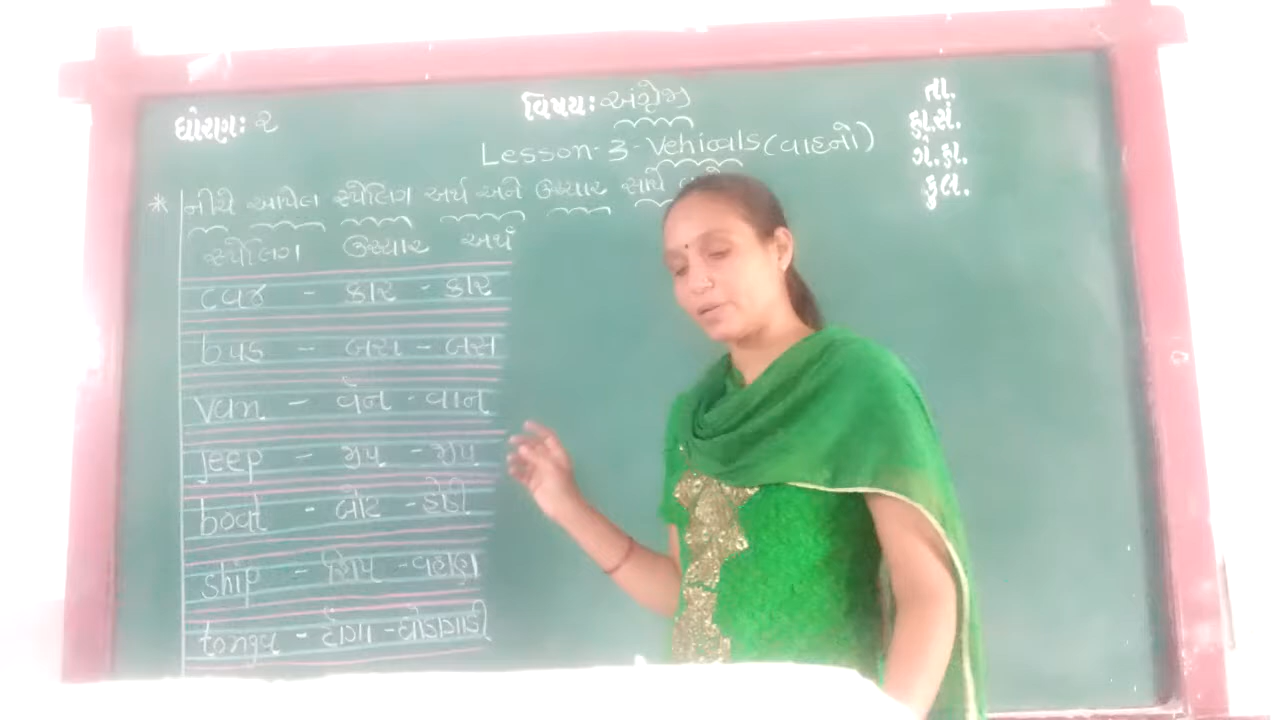 ધોરણ: ૨
વિષય: અંગ્રેજી
તા.
હા.સં.
ગે.હા.
કુલ.
Lesson-3-Vehicals (વાહનો)
* નીચે આપેલ સ્પેલિંગ અર્થ અને ઉચ્ચાર સાથે
સ્પેલિંગ ઉચ્ચાર અર્થ
car - કાર - કાર
bus - બસ - બસ
van - વેન - વાન
jeep - જીપ - જીપ
boat - બોટ - હોડી
ship - શિપ - વહાણ
tonga - ટાંગા - ઘોડાગાડી